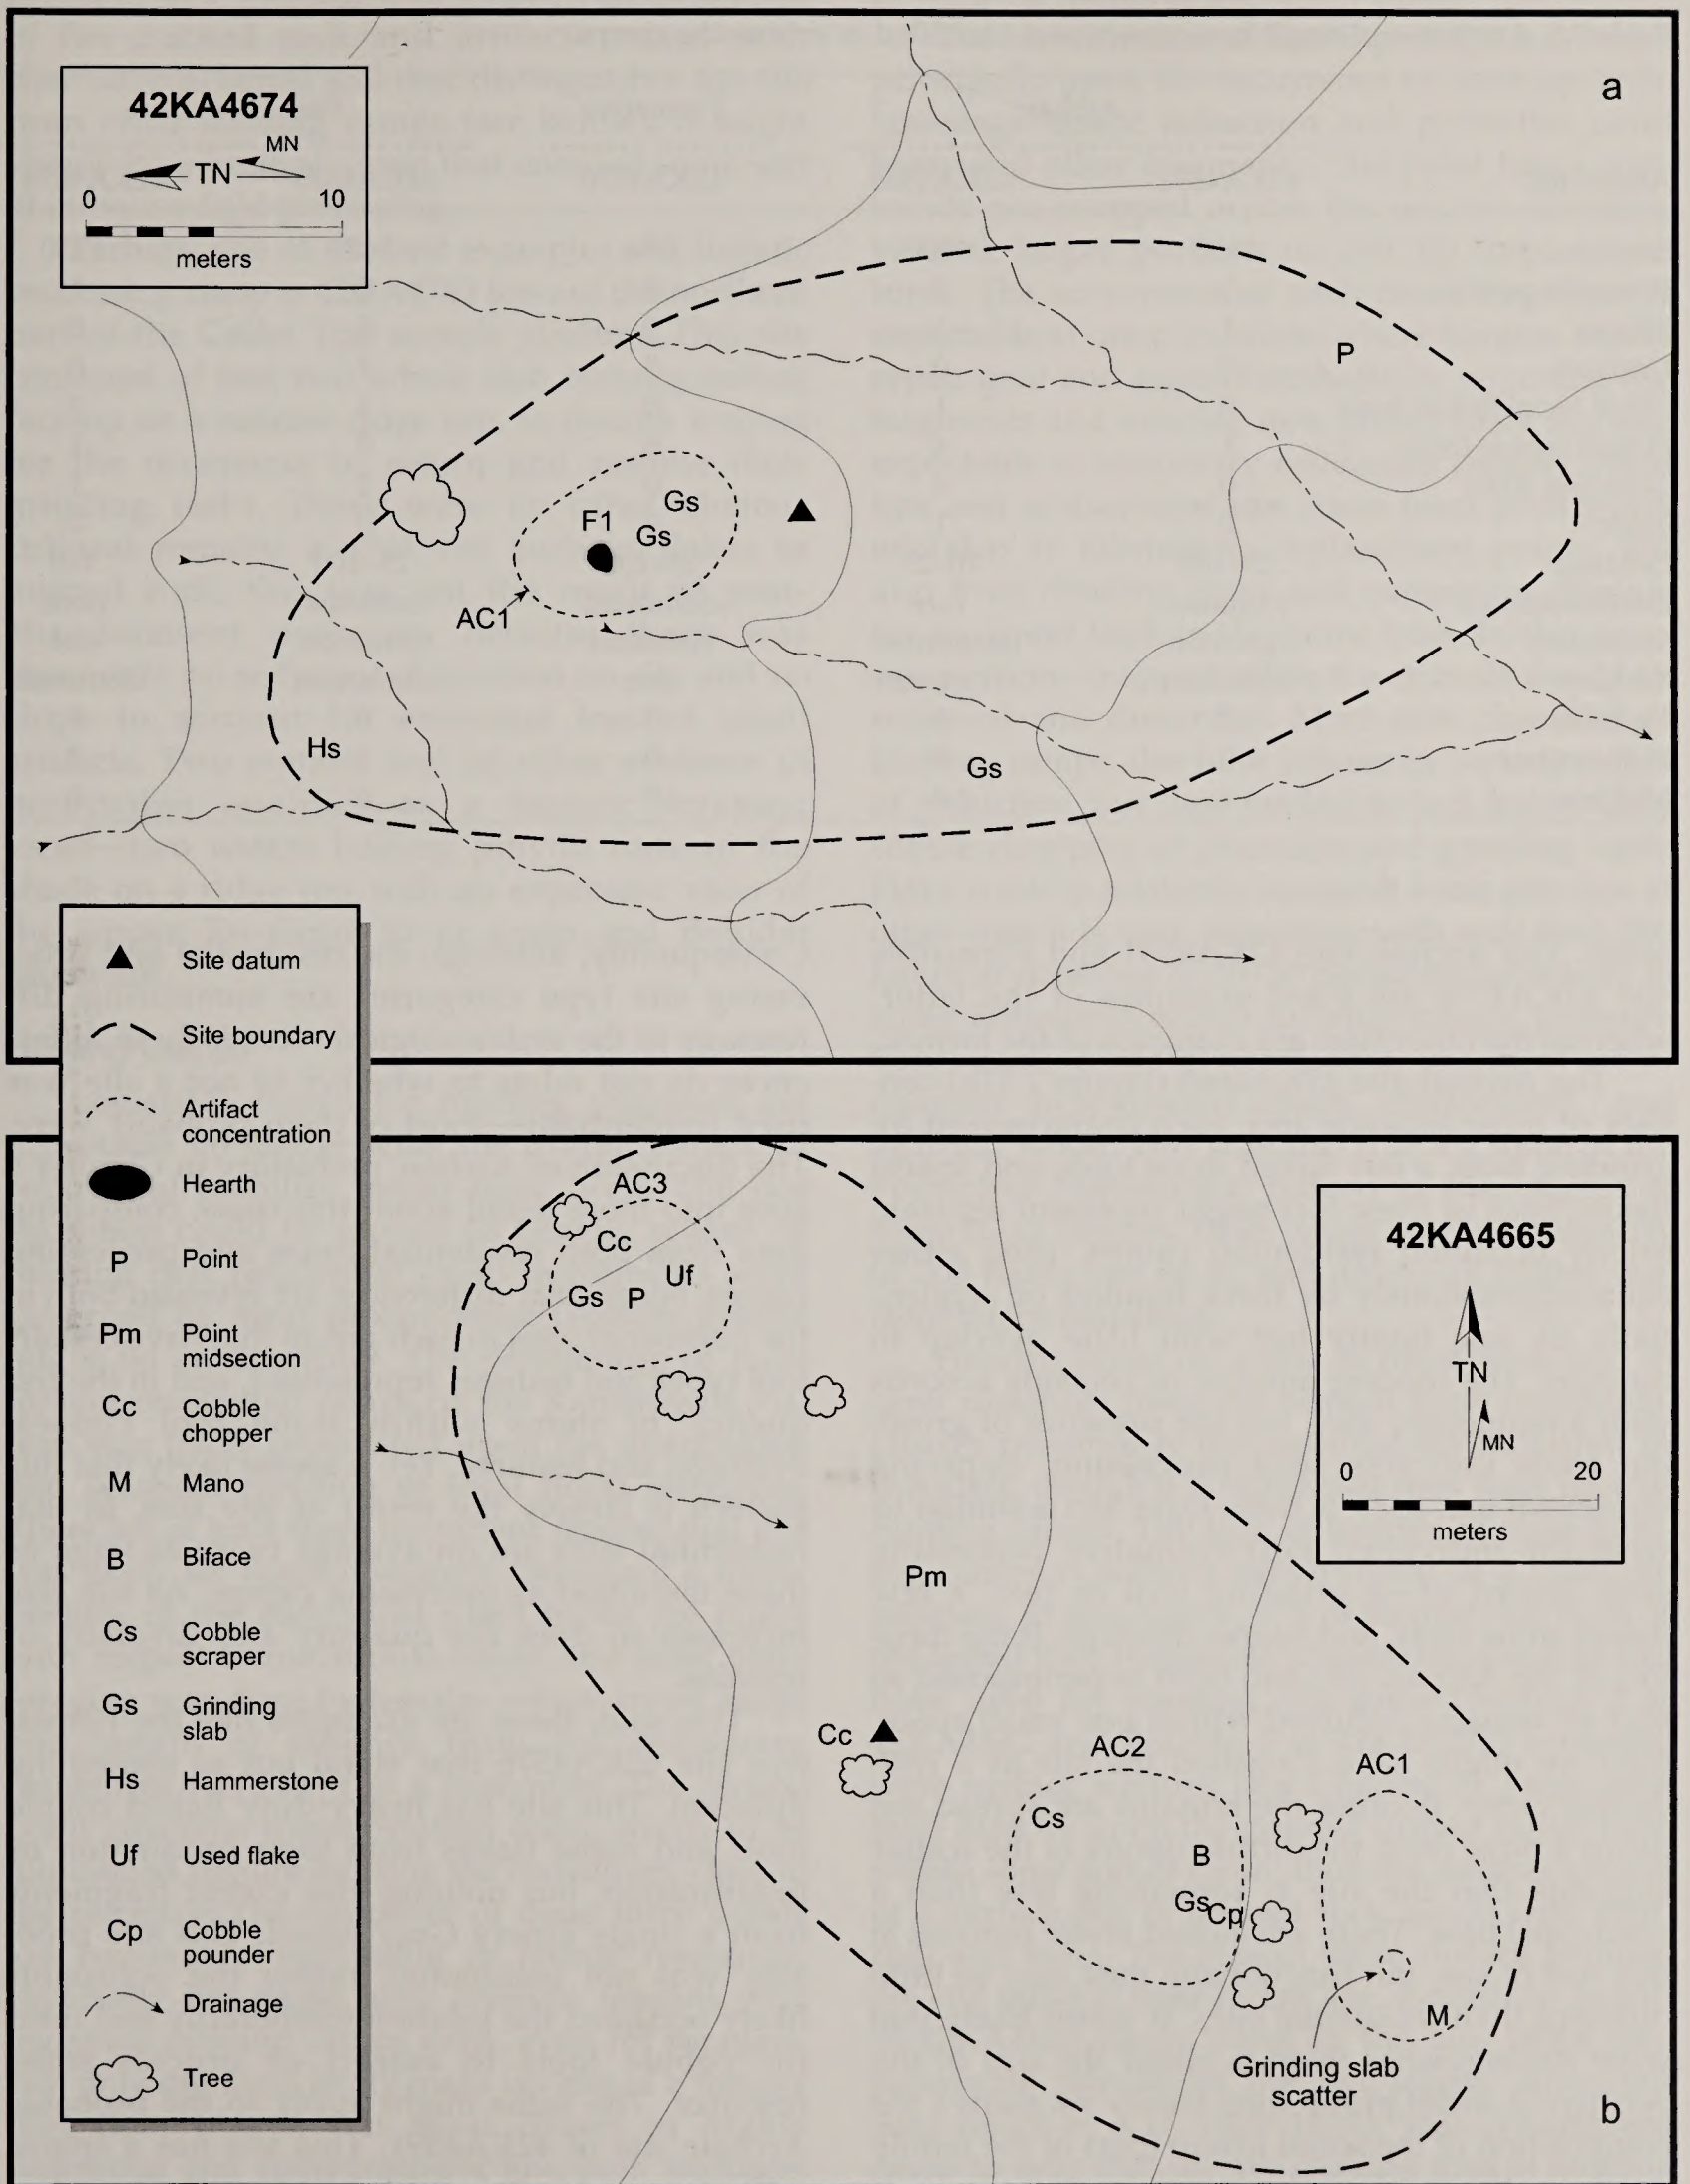 a
42KA4674
MN
TN
0 10
meters
P
Gs
F1
Gs
AC1
Hs
Gs
Site datum
Site boundary
Artifact
concentration
Hearth
P Point
Pm Point
midsection
Cc Cobble
chopper
M Mano
B Biface
Cs Cobble
scraper
Gs Grinding
slab
Hs Hammerstone
Uf Used flake
Cp Cobble
pounder
Drainage
Tree
AC3
Cc
Uf
Gs P
42KA4665
TN
MN
0 20
meters
Pm
Cc
AC2
AC1
Cs
B
Gs
Cp
M
Grinding slab
scatter
b